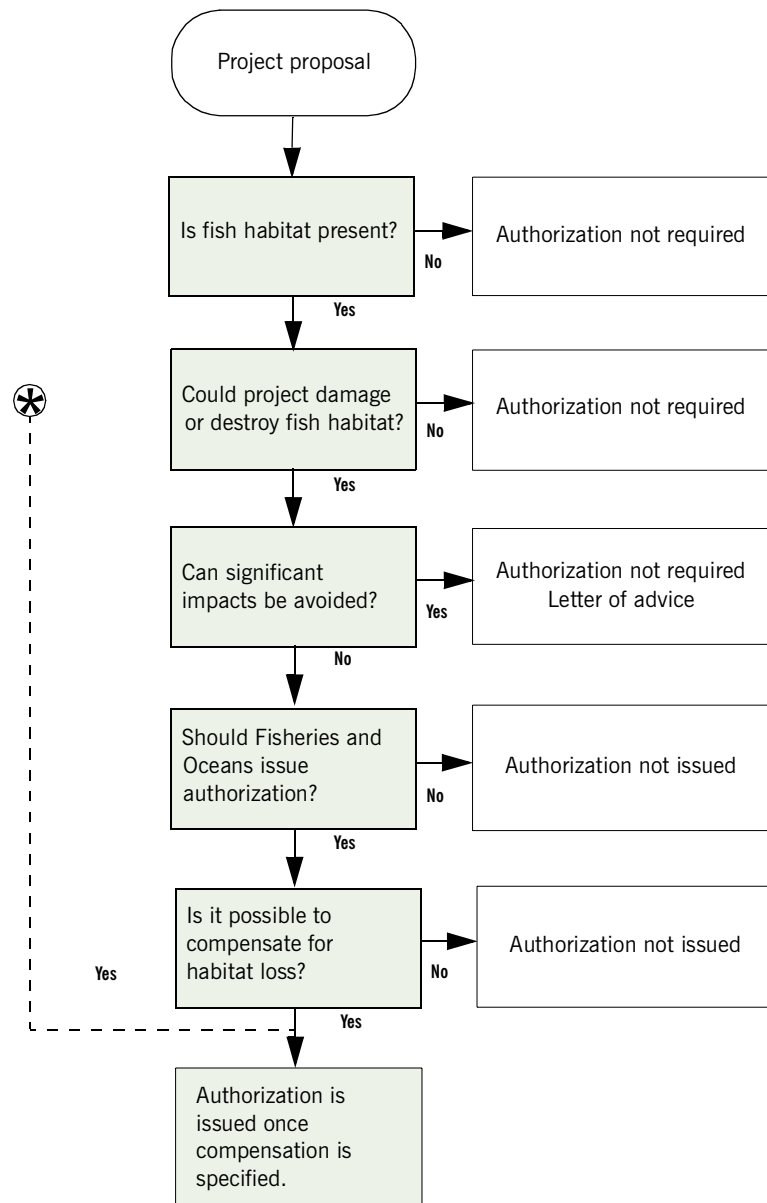 Project proposal
Is fish habitat present?
No
Authorization not required
Yes
Could project damage
or destroy fish habitat?
No
Authorization not required
Yes
Can significant
impacts be avoided?
Yes
Authorization not required
Letter of advice
No
Should Fisheries and
Oceans issue
authorization?
No
Authorization not issued
Yes
Is it possible to
compensate for
habitat loss?
No
Authorization not issued
Yes
Yes
Authorization is
issued once
compensation is
specified.